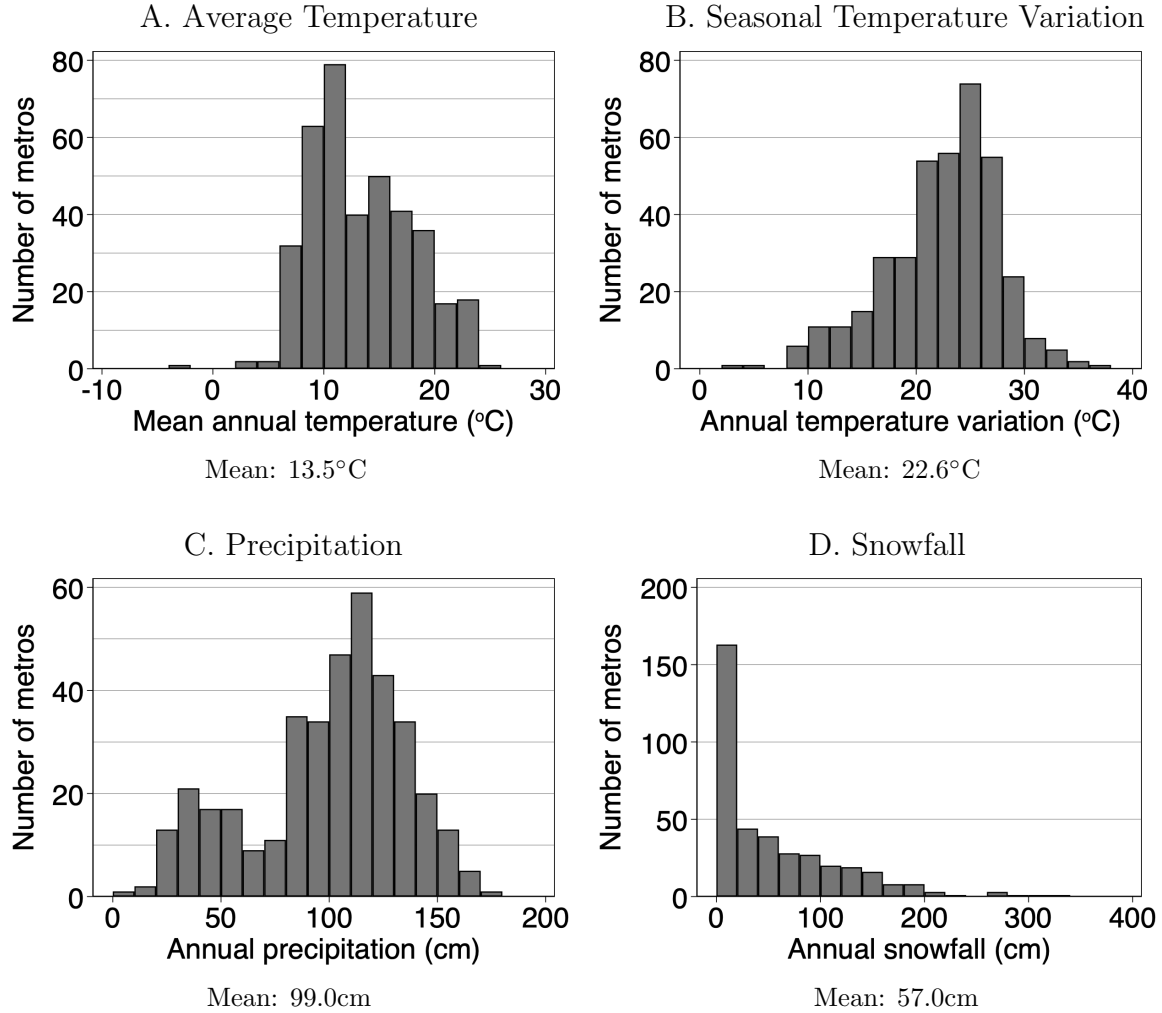 A. Average Temperature
Number of metros
80
60
40
20
0
-10 0 10 20 30
Mean annual temperature (°C)
Mean: 13.5°C
B. Seasonal Temperature Variation
Number of metros
80
60
40
20
0
0 10 20 30 40
Annual temperature variation (°C)
Mean: 22.6°C
C. Precipitation
Number of metros
60
40
20
0
0 50 100 150 200
Annual precipitation (cm)
Mean: 99.0cm
D. Snowfall
Number of metros
200
150
100
50
0
0 100 200 300 400
Annual snowfall (cm)
Mean: 57.0cm